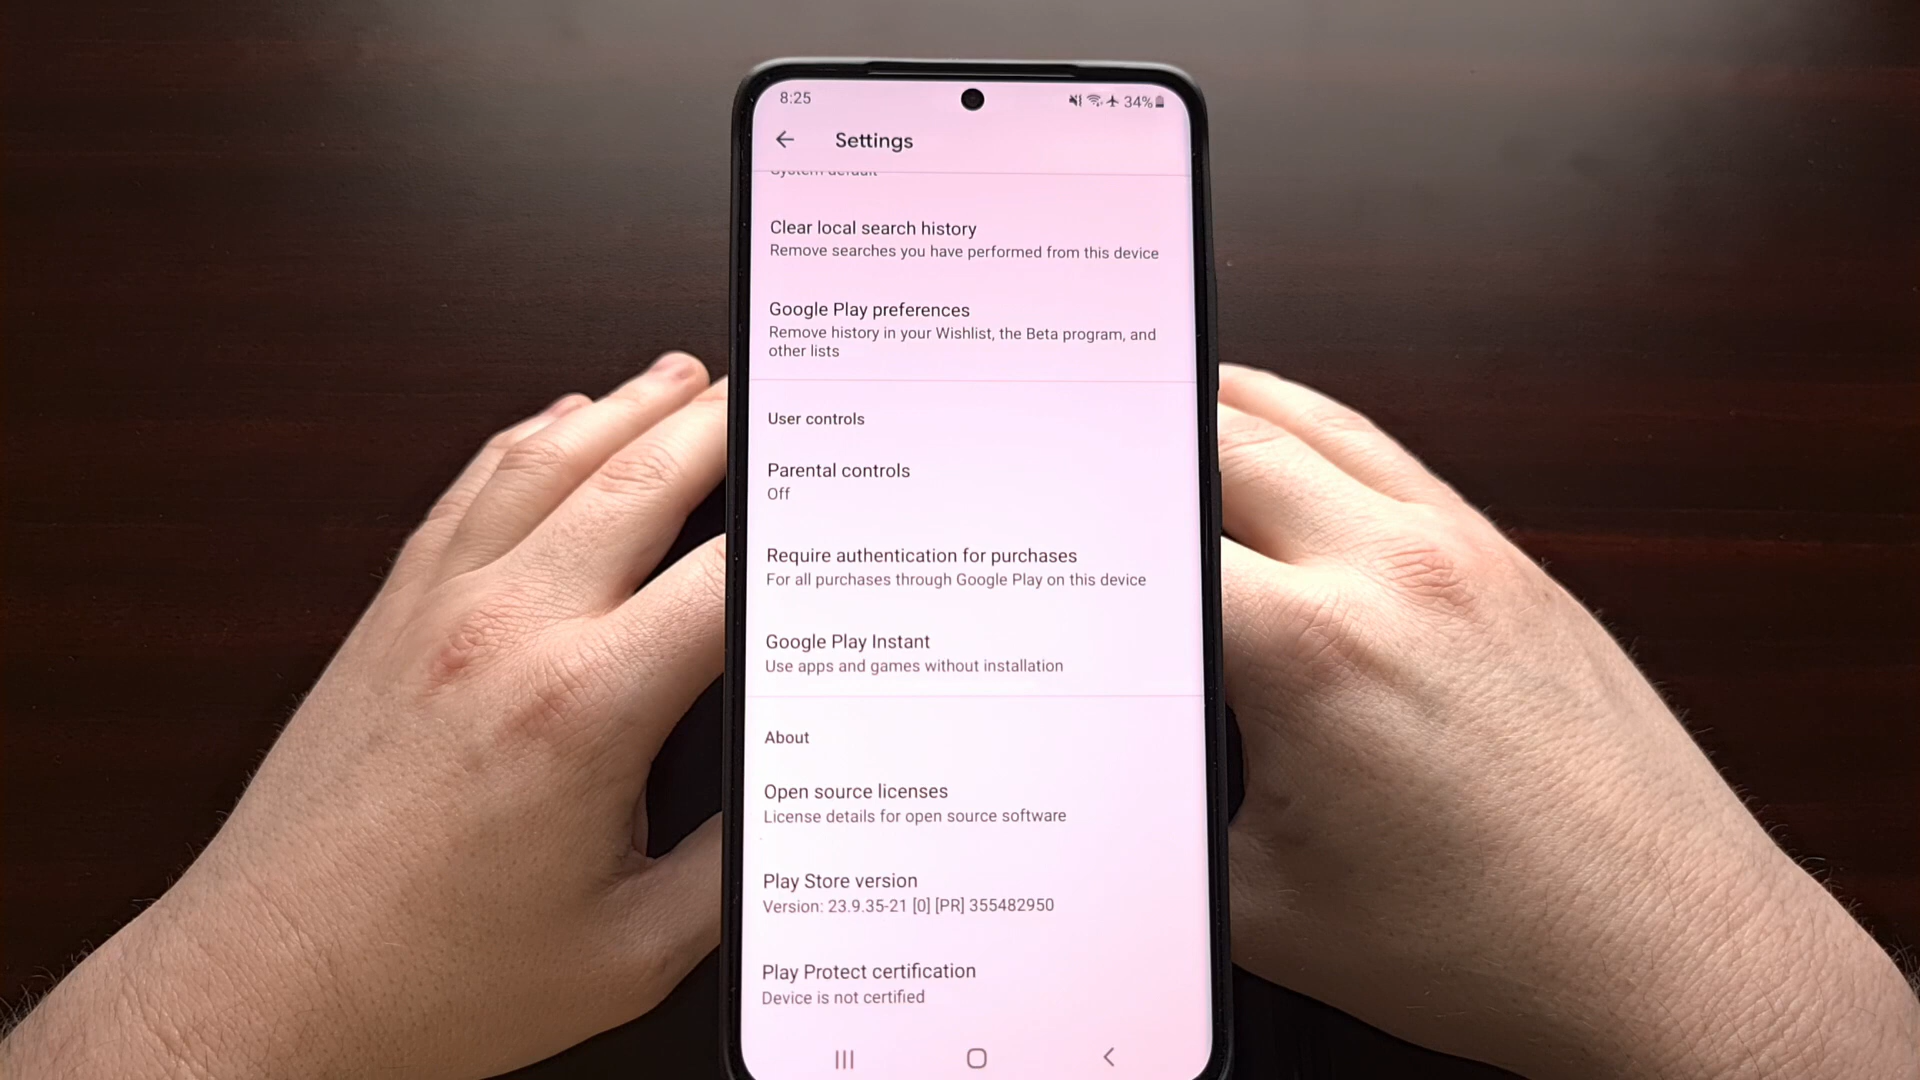 8:25
34%
Settings
System default
Clear local search history
Remove searches you have performed from this device
Google Play preferences
Remove history in your Wishlist, the Beta program, and
other lists
User controls
Parental controls
Off
Require authentication for purchases
For all purchases through Google Play on this device
Google Play Instant
Use apps and games without installation
About
Open source licenses
License details for open source software
Play Store version
Version: 23.9.35-21 [0] [PR] 355482950
Play Protect certification
Device is not certified